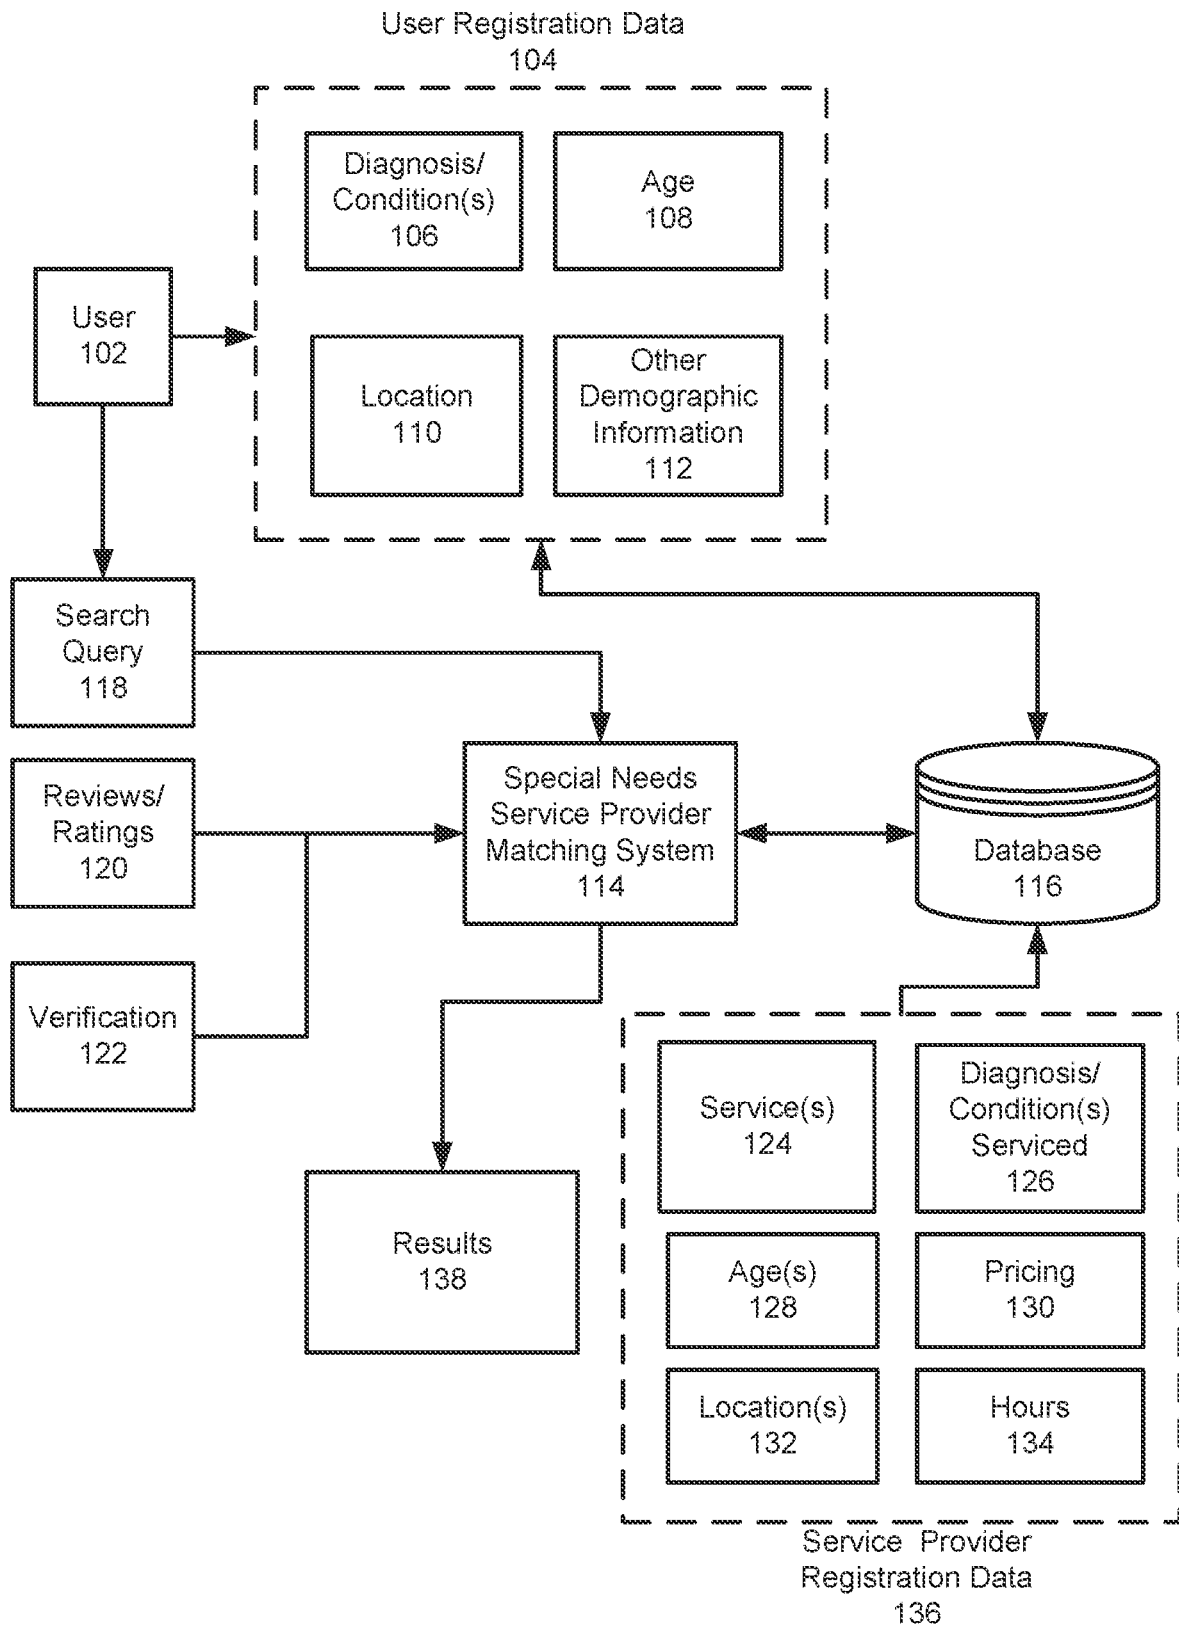 User Registration Data
104
Diagnosis/
Condition(s)
106
Age
108
User
102
Location
110
Other
Demographic
Information
112
Search
Query
118
Reviews/
Ratings
120
Special Needs
Service Provider
Matching System
114
Database
116
Verification
122
Service(s)
124
Diagnosis/
Condition(s)
Serviced
126
Results
138
Age(s)
128
Pricing
130
Location(s)
132
Hours
134
Service Provider
Registration Data
136